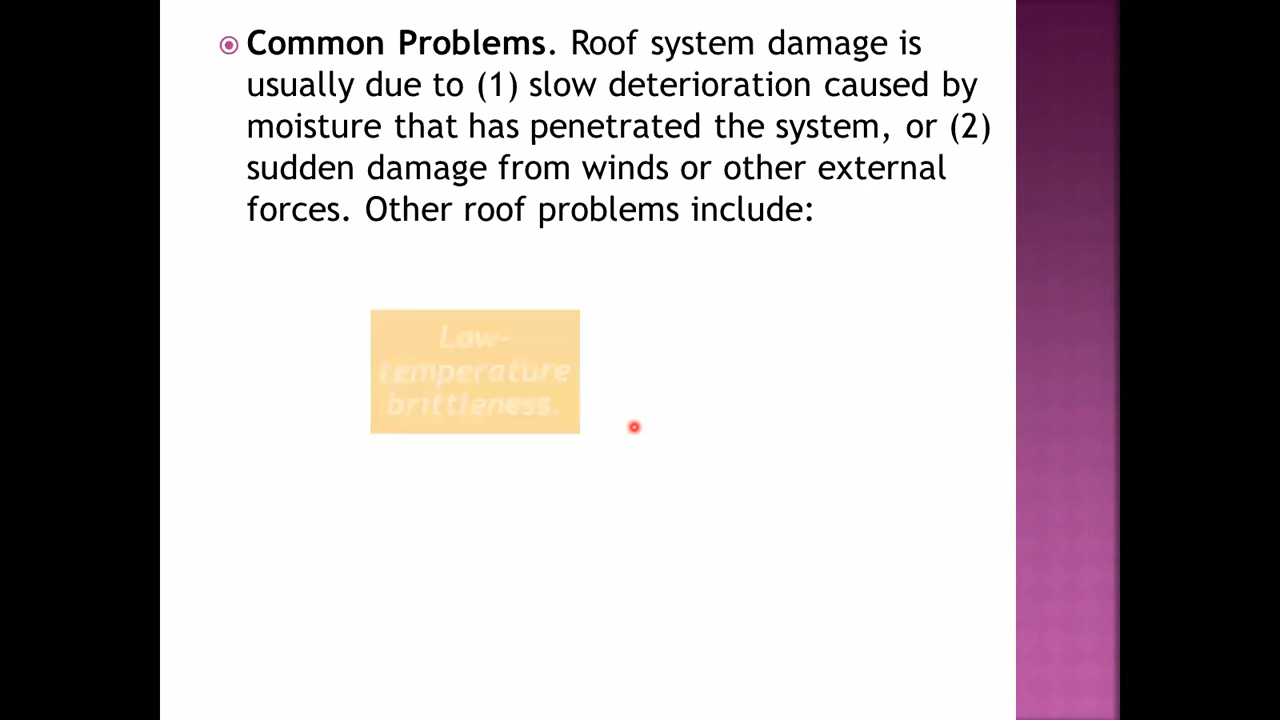 Common Problems. Roof system damage is
usually due to (1) slow deterioration caused by
moisture that has penetrated the system, or (2)
sudden damage from winds or other external
forces. Other roof problems include:
Low-
temperature
brittleness.